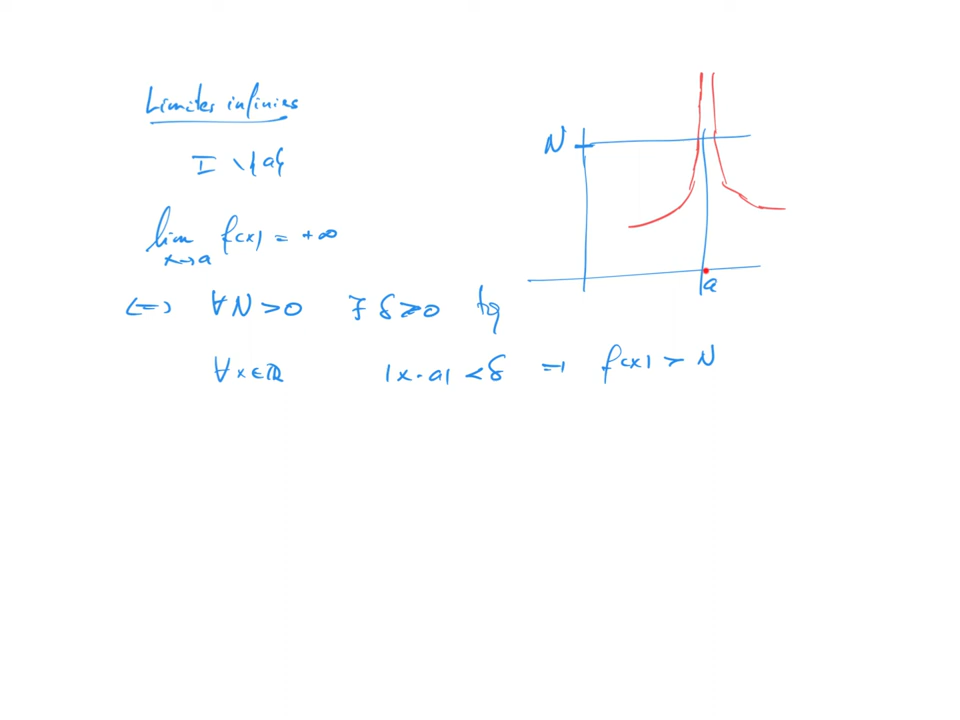 Limites infinies
I \ {a}
lim f(x) = +∞
x→a
⟺ ∀ N > 0 ∃ δ > 0 tq
∀ x ∈ ℝ |x - a| < δ ⇒ f(x) > N
N
a